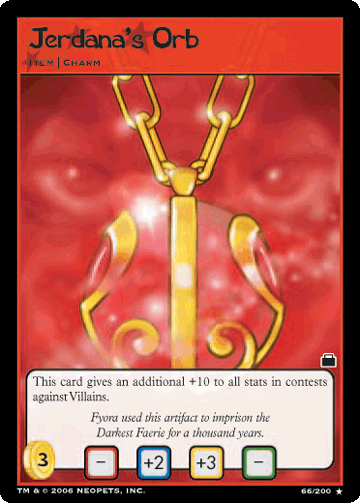 Jerdana's Orb
Item | Charm
This card gives an additional +10 to all stats in contests
against Villains.
Fyora used this artifact to imprison the
Darkest Faerie for a thousand years.
3 – +2 +3 –
TM & © 2006 NEOPETS, INC. 66/200 ★